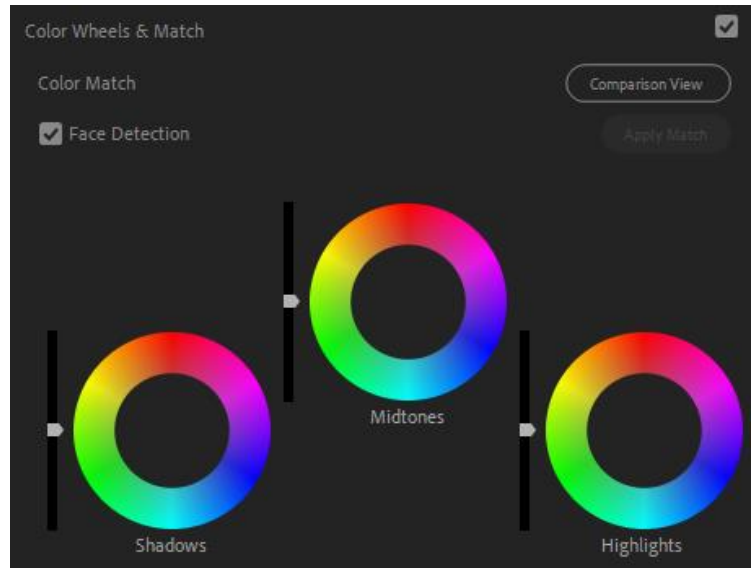 Color Wheels & Match
Color Match
Comparison View
Face Detection
Apply Match
Midtones
Shadows
Highlights